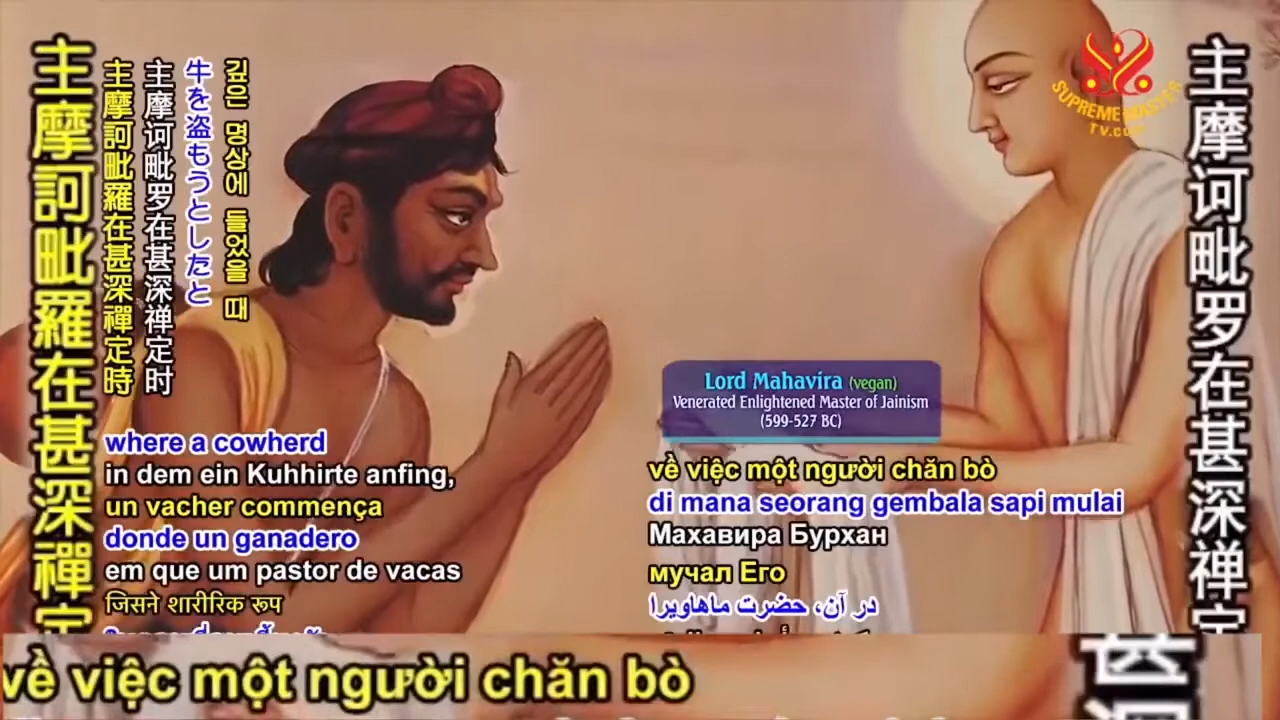 主摩訶毗羅在甚深禪定
主摩訶毗羅在甚深禪定時
主摩诃毗罗在甚深禅定时
牛を盗もうとしたと
깊은 명상에 들었을 때
SUPREME MASTER
TV.com
主摩诃毗罗在甚深禅定
Lord Mahavira (vegan)
Venerated Enlightened Master of Jainism
(599-527 BC)
where a cowherd
in dem ein Kuhhirte anfing,
un vacher commença
donde un ganadero
em que um pastor de vacas
जिसने शारीरिक रूप
về việc một người chăn bò
di mana seorang gembala sapi mulai
Махавира Бурхан
мучал Его
در آن، حضرت ماهاویرا
về việc một người chăn bò
甚